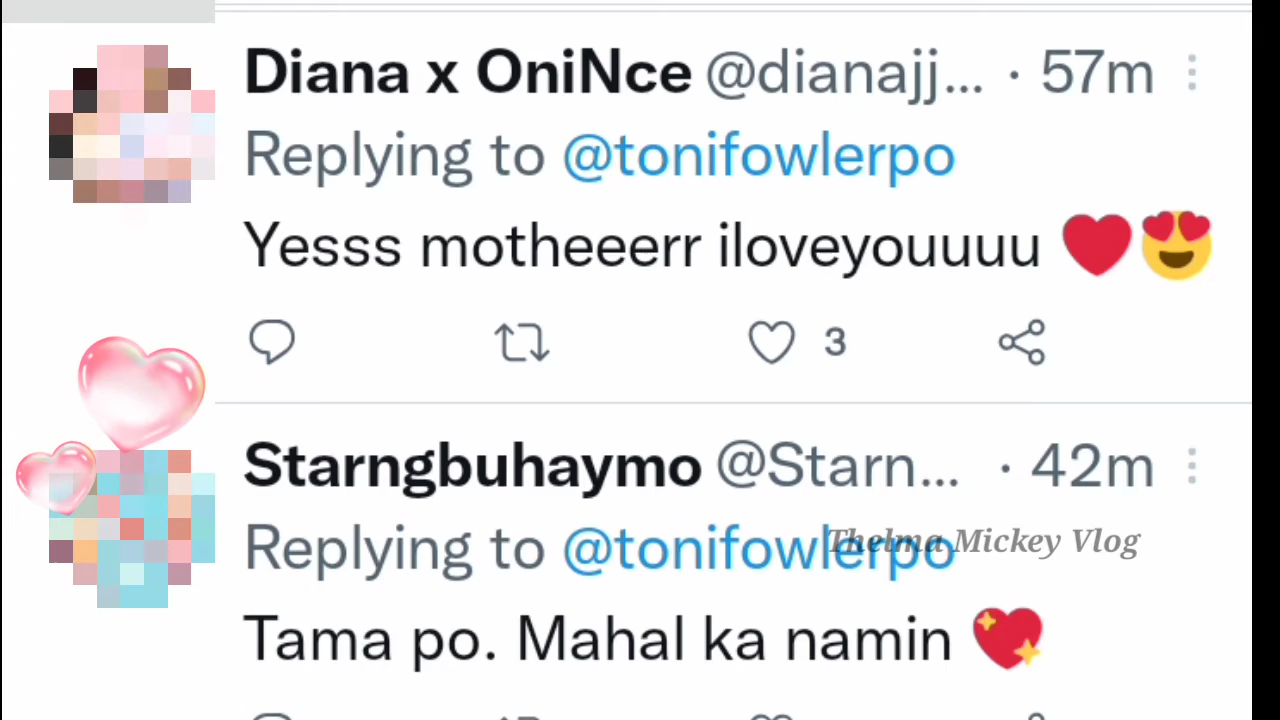 Diana x OniNce @dianajj... · 57m
Replying to @tonifowlerpo
Yesss motheeerr iloveyouuuu ❤️😍
3
Starngbuhaymo @Starn... · 42m
Replying to @tonifowlerpo
Thelma Mickey Vlog
Tama po. Mahal ka namin 💖